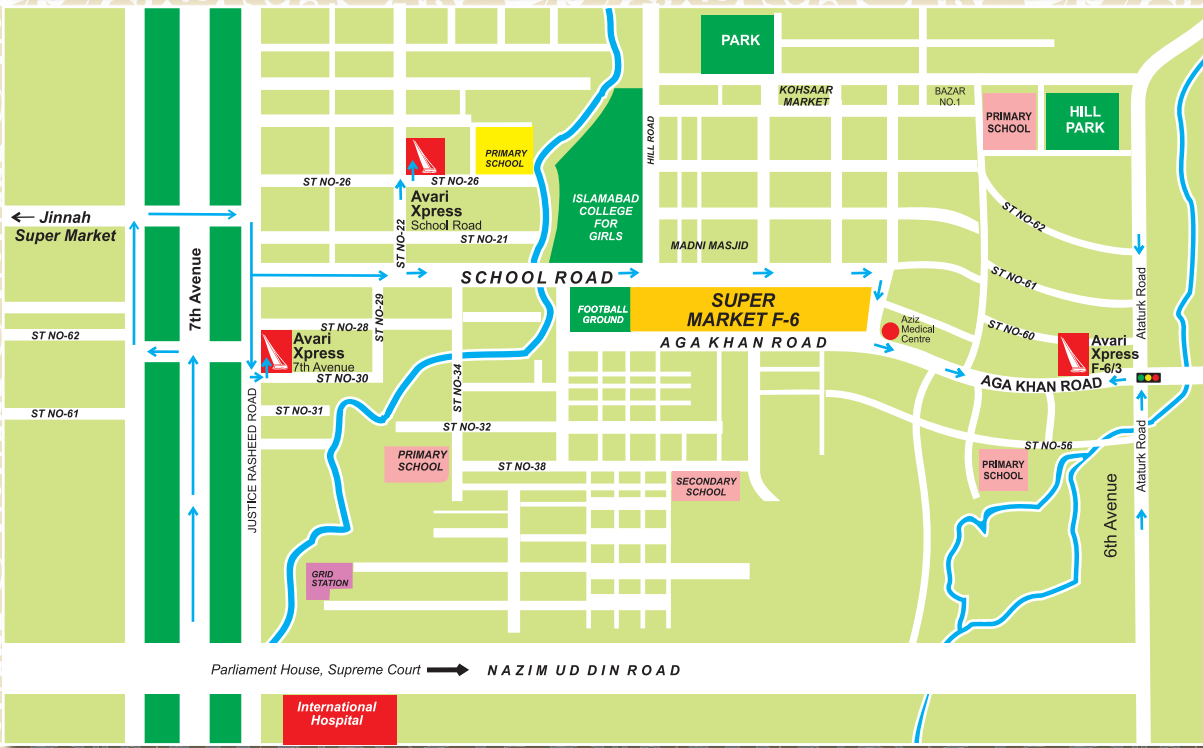 PARK
KOHSAAR
MARKET
BAZAR
NO.1
PRIMARY
SCHOOL
HILL
PARK
HILL ROAD
PRIMARY
SCHOOL
ST NO-26
ST NO-26
Avari
Xpress
School Road
ST NO-22
ST NO-21
ISLAMABAD
COLLEGE
FOR
GIRLS
MADNI MASJID
ST NO-62
← Jinnah
Super Market
7th Avenue
SCHOOL ROAD
ST NO-61
Ataturk Road
ST NO-29
FOOTBALL
GROUND
SUPER
MARKET F-6
ST NO-62
ST NO-28
Avari
Xpress
7th Avenue
ST NO-30
AGA KHAN ROAD
Aziz
Medical
Centre
ST NO-60
Avari
Xpress
F-6/3
AGA KHAN ROAD
ST NO-34
ST NO-61
ST NO-31
ST NO-32
JUSTICE RASHEED ROAD
ST NO-56
Ataturk Road
PRIMARY
SCHOOL
ST NO-38
SECONDARY
SCHOOL
PRIMARY
SCHOOL
6th Avenue
GRID
STATION
Parliament House, Supreme Court → NAZIM UD DIN ROAD
International
Hospital